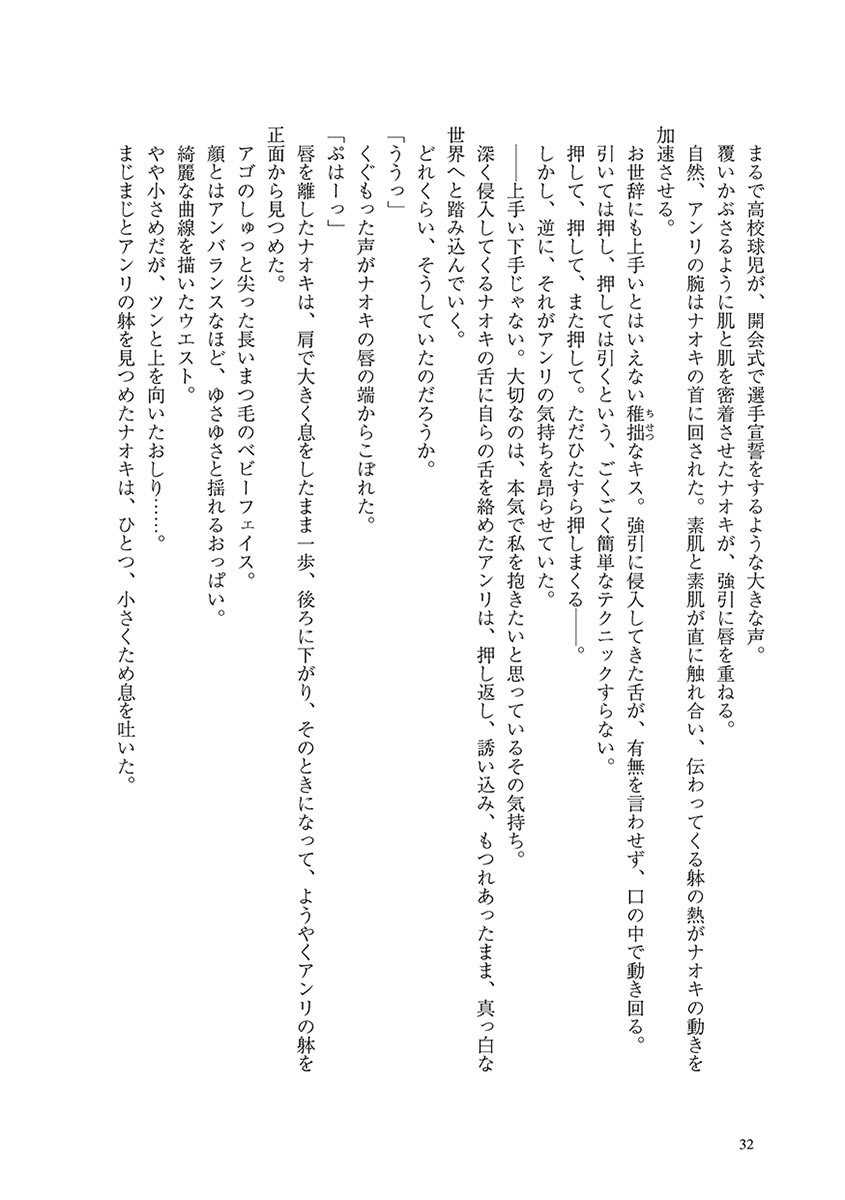 まるで高校球児が、開会式で選手宣誓をするような大きな声。
覆いかぶさるように肌と肌を密着させたナオキが、強引に唇を重ねる。
自然、アンリの腕はナオキの首に回された。素肌と素肌が直に触れ合い、伝わってくる躰の熱がナオキの動きを
加速させる。
お世辞にも上手いとはいえない稚拙なキス。強引に侵入してきた舌が、有無を言わせず、口の中で動き回る。
ちせつ
引いては押し、押しては引くという、ごくごく簡単なテクニックすらない。
押して、押して、また押して。ただひたすら押しまくる――。
しかし、逆に、それがアンリの気持ちを昂らせていた。
――上手い下手じゃない。大切なのは、本気で私を抱きたいと思っているその気持ち。
深く侵入してくるナオキの舌に自らの舌を絡めたアンリは、押し返し、誘い込み、もつれあったまま、真っ白な
世界へと踏み込んでいく。
どれくらい、そうしていたのだろうか。
「ううっ」
くぐもった声がナオキの唇の端からこぼれた。
「ぷはーっ」
唇を離したナオキは、肩で大きく息をしたまま一歩、後ろに下がり、そのときになって、ようやくアンリの躰を
正面から見つめた。
アゴのしゅっと尖った長いまつ毛のベビーフェイス。
顔とはアンバランスなほど、ゆさゆさと揺れるおっぱい。
綺麗な曲線を描いたウエスト。
やや小さめだが、ツンと上を向いたおしり……。
まじまじとアンリの躰を見つめたナオキは、ひとつ、小さくため息を吐いた。
32